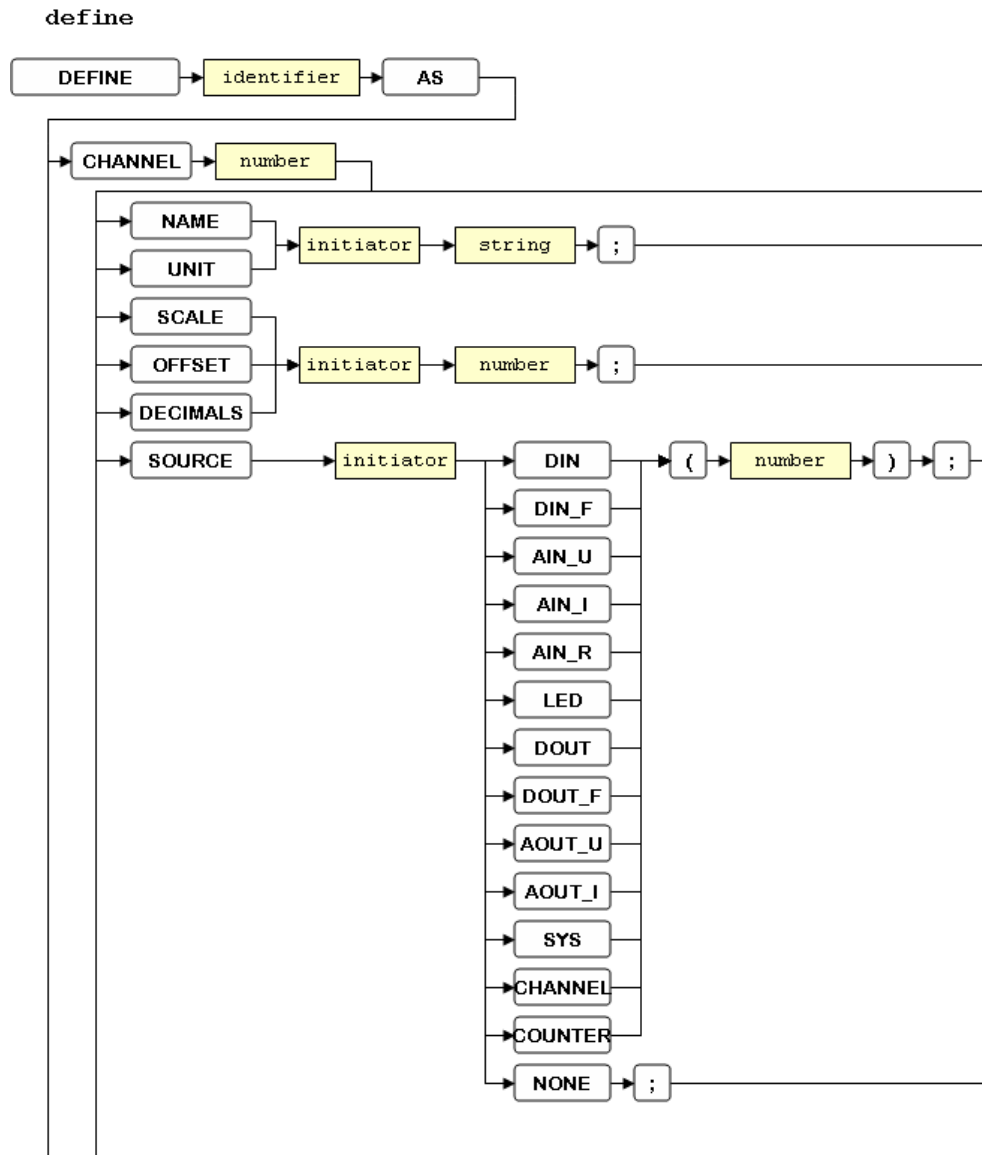 define
DEFINE identifier AS
CHANNEL number
NAME
initiator string ;
UNIT
SCALE
OFFSET initiator number ;
DECIMALS
SOURCE initiator DIN ( number ) ;
DIN_F
AIN_U
AIN_I
AIN_R
LED
DOUT
DOUT_F
AOUT_U
AOUT_I
SYS
CHANNEL
COUNTER
NONE ;